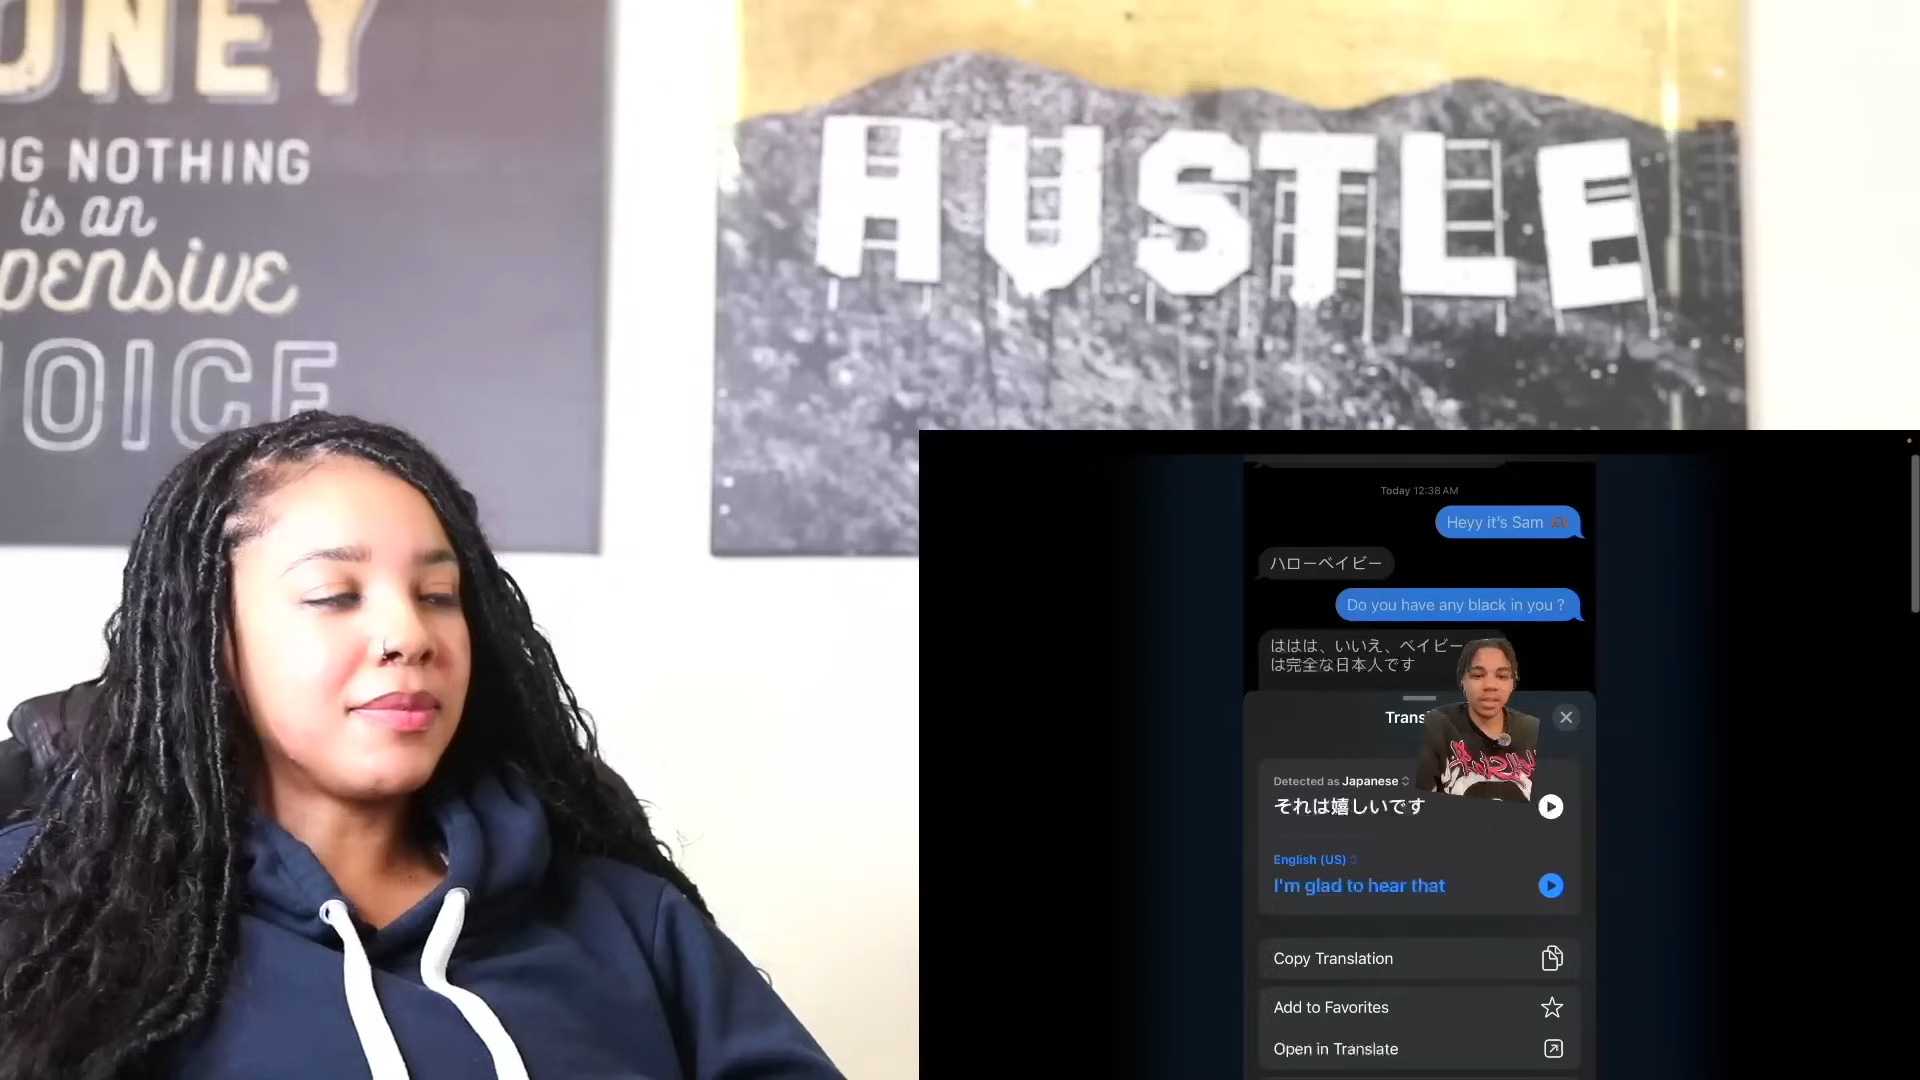 ONEY
NG NOTHING
is an
pensive
HOICE
HUSTLE
Today 12:38 AM
Heyy it's Sam
ハローベイビー
Do you have any black in you ?
ははは、いいえ、ベイビー
は完全な日本人です
Trans
Detected as Japanese
それは嬉しいです
English (US)
I'm glad to hear that
Copy Translation
Add to Favorites
Open in Translate